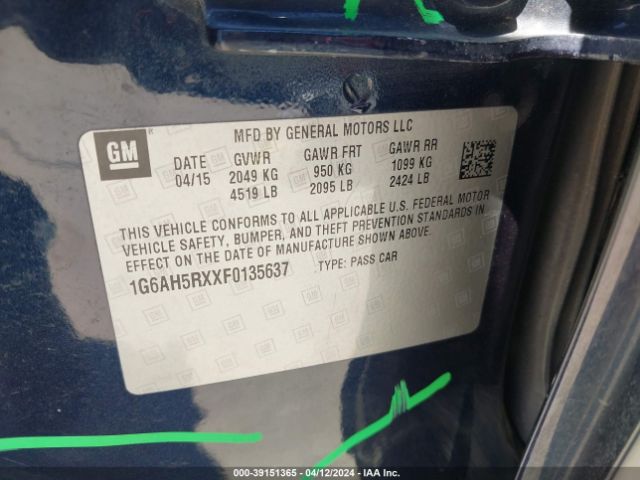 GM
®
MFD BY GENERAL MOTORS LLC
DATE GVWR GAWR FRT GAWR RR
04/15 2049 KG 950 KG 1099 KG
4519 LB 2095 LB 2424 LB
THIS VEHICLE CONFORMS TO ALL APPLICABLE U.S. FEDERAL MOTOR
VEHICLE SAFETY, BUMPER, AND THEFT PREVENTION STANDARDS IN
EFFECT ON THE DATE OF MANUFACTURE SHOWN ABOVE.
1G6AH5RXXF0135637 TYPE: PASS CAR
000-39151365 - 04/12/2024 - IAA Inc.